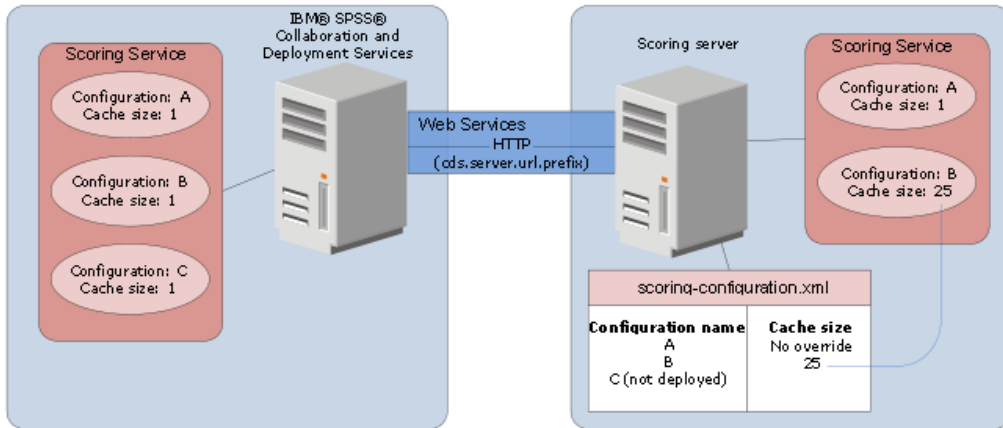 IBM® SPSS®
Collaboration and
Deployment Services
Scoring Service
Configuration: A
Cache size: 1
Configuration: B
Cache size: 1
Configuration: C
Cache size: 1
Web Services
HTTP
(cds.server.url.prefix)
Scoring server
Scoring Service
Configuration: A
Cache size: 1
Configuration: B
Cache size: 25
scoring-configuration.xml
Configuration name
A
B
C (not deployed)
Cache size
No override
25